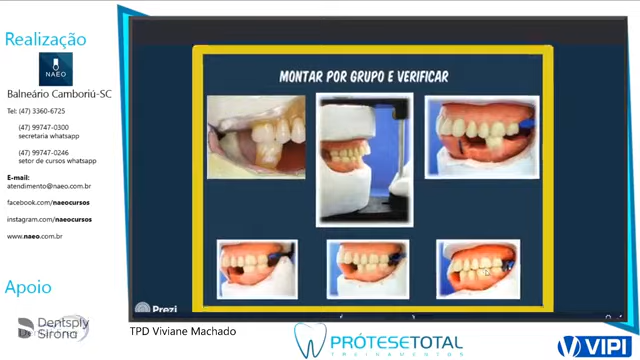 Realização
NAEO
Balneário Camboriú-SC
Tel: (47) 3360-6725
(47) 99747-0300
secretaria whatsapp
(47) 99747-0246
setor de cursos whatsapp
E-mail:
atendimento@naeo.com.br
facebook.com/naeocursos
instagram.com/naeocursos
www.naeo.com.br
Apoio
Dentsply
Sirona
MONTAR POR GRUPO E VERIFICAR
Prezi
TPD Viviane Machado
PRÓTESETOTAL
TREINAMENTOS
VIPI